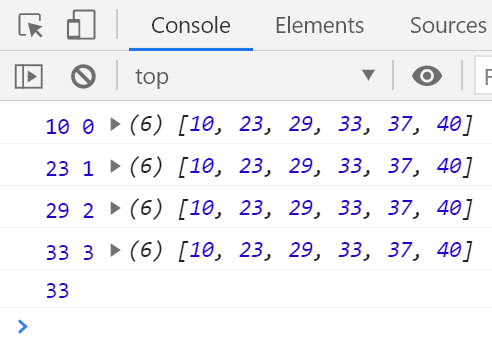 Console Elements Sources
top F
10 0 (6) [10, 23, 29, 33, 37, 40]
23 1 (6) [10, 23, 29, 33, 37, 40]
29 2 (6) [10, 23, 29, 33, 37, 40]
33 3 (6) [10, 23, 29, 33, 37, 40]
33